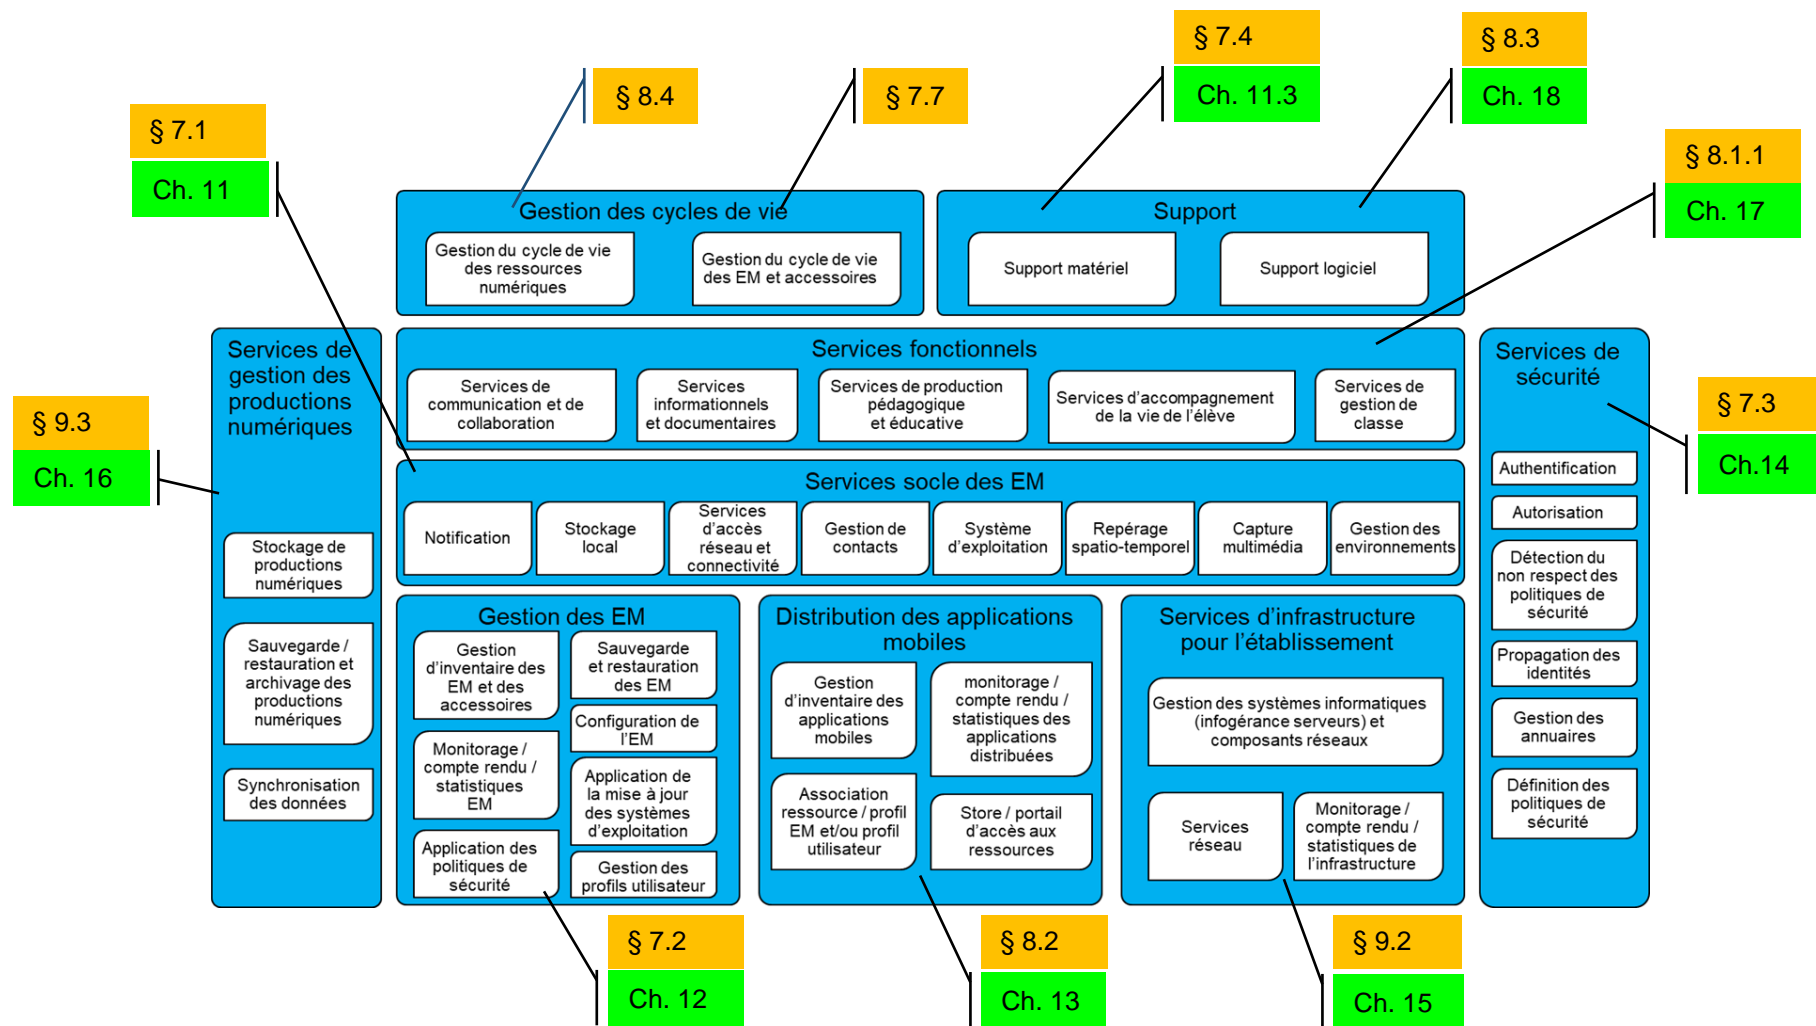 § 7.4
§ 8.3
§ 8.4
§ 7.7
Ch. 11.3
Ch. 18
§ 7.1
Ch. 11
§ 8.1.1
Ch. 17
Gestion des cycles de vie
Gestion du cycle de vie
des ressources
numériques
Gestion du cycle de vie
des EM et accessoires
Support
Support matériel
Support logiciel
Services de
gestion des
productions
numériques
Stockage de
productions
numériques
Sauvegarde /
restauration et
archivage des
productions
numériques
Synchronisation
des données
§ 9.3
Ch. 16
Services fonctionnels
Services de
communication et de
collaboration
Services
informationnels
et documentaires
Services de production
pédagogique
et éducative
Services d’accompagnement
de la vie de l’élève
Services de
gestion de
classe
Services socle des EM
Notification
Stockage
local
Services
d’accès
réseau et
connectivité
Gestion de
contacts
Système
d’exploitation
Repérage
spatio-temporel
Capture
multimédia
Gestion des
environnements
Gestion des EM
Gestion
d’inventaire des
EM et des
accessoires
Monitorage /
compte rendu /
statistiques
EM
Application des
politiques de
sécurité
Sauvegarde
et restauration
des EM
Configuration de
l’EM
Application de
la mise à jour
des systèmes
d’exploitation
Gestion des
profils utilisateur
Distribution des applications
mobiles
Gestion
d’inventaire des
applications
mobiles
monitorage /
compte rendu /
statistiques des
applications
distribuées
Association
ressource / profil
EM et/ou profil
utilisateur
Store / portail
d’accès aux
ressources
Services d’infrastructure
pour l’établissement
Gestion des systèmes informatiques
(infogérance serveurs) et
composants réseaux
Services
réseau
Monitorage /
compte rendu /
statistiques de
l’infrastructure
Services de
sécurité
Authentification
Autorisation
Détection du
non respect des
politiques de
sécurité
Propagation des
identités
Gestion des
annuaires
Définition des
politiques de
sécurité
§ 7.3
Ch.14
§ 7.2
Ch. 12
§ 8.2
Ch. 13
§ 9.2
Ch. 15